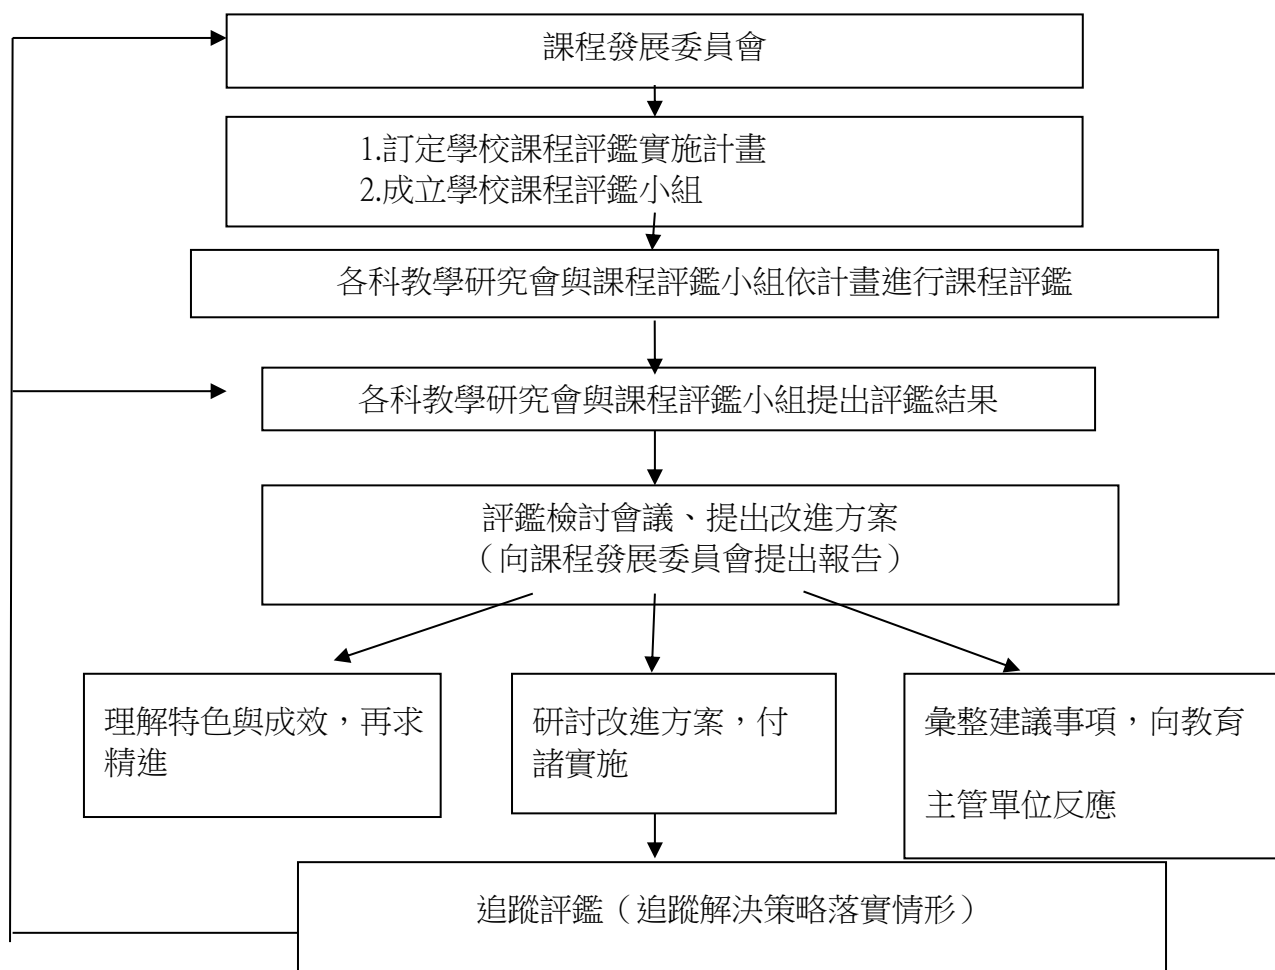 課程發展委員會
1.訂定學校課程評鑑實施計畫
2.成立學校課程評鑑小組
各科教學研究會與課程評鑑小組依計畫進行課程評鑑
各科教學研究會與課程評鑑小組提出評鑑結果
評鑑檢討會議、提出改進方案
（向課程發展委員會提出報告）
理解特色與成效，再求
精進
研討改進方案，付
諸實施
彙整建議事項，向教育
主管單位反應
追蹤評鑑（追蹤解決策略落實情形）